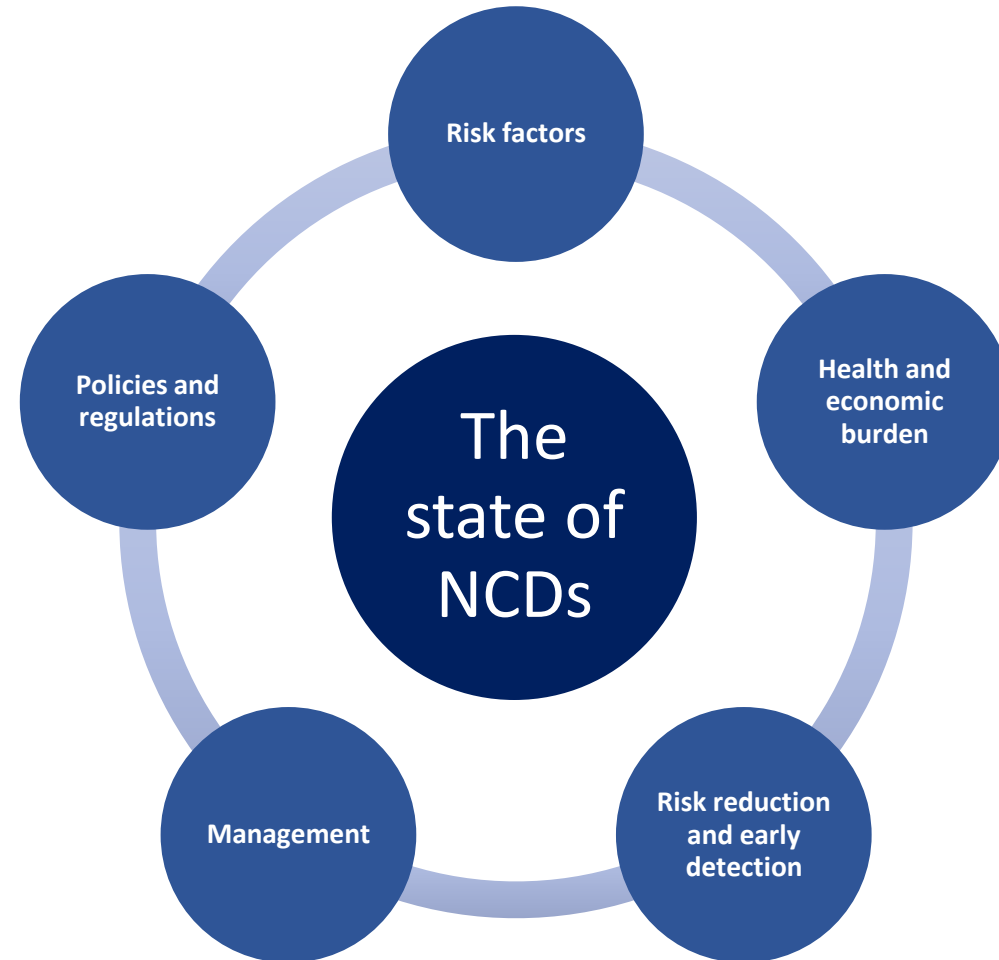 Risk factors
Health and
economic
burden
Risk reduction
and early
detection
Management
Policies and
regulations
The
state of
NCDs